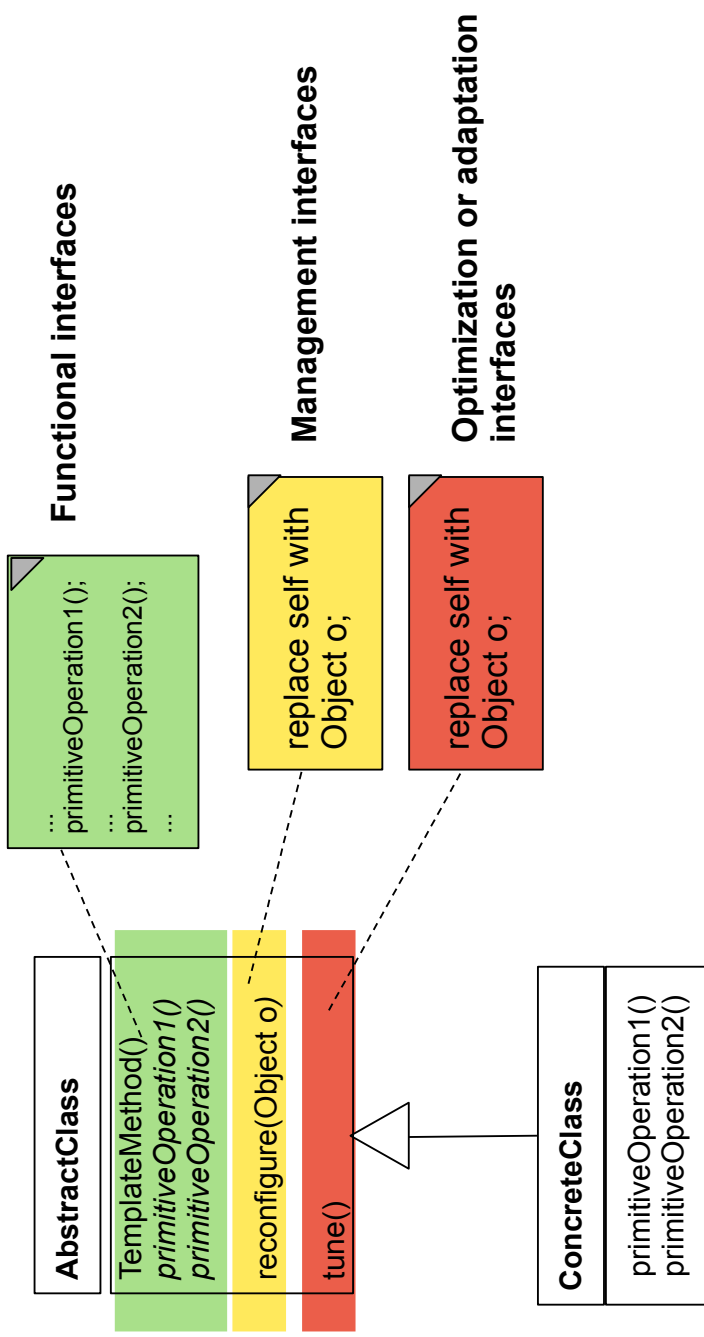 AbstractClass
TemplateMethod()
primitiveOperation1()
primitiveOperation2()
reconfigure(Object o)
tune()
ConcreteClass
primitiveOperation1()
primitiveOperation2()
...
primitiveOperation1();
...
primitiveOperation2();
...
replace self with
Object o;
replace self with
Object o;
Functional interfaces
Management interfaces
Optimization or adaptation
interfaces